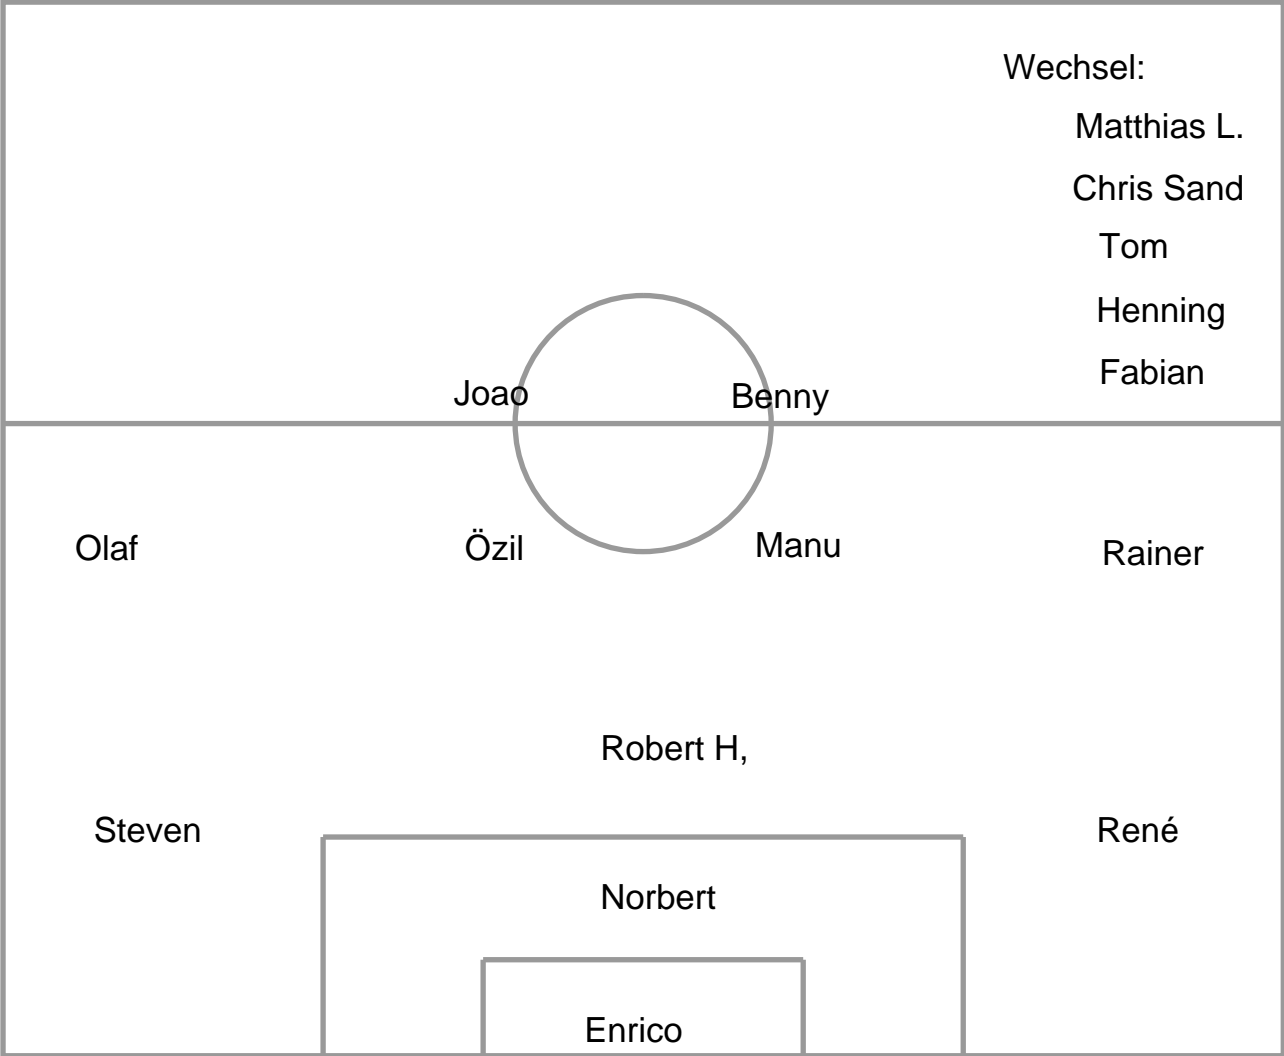 Wechsel:
Matthias L.
Chris Sand
Tom
Henning
Fabian
Joao
Benny
Olaf
Özil
Manu
Rainer
Robert H,
Steven
René
Norbert
Enrico